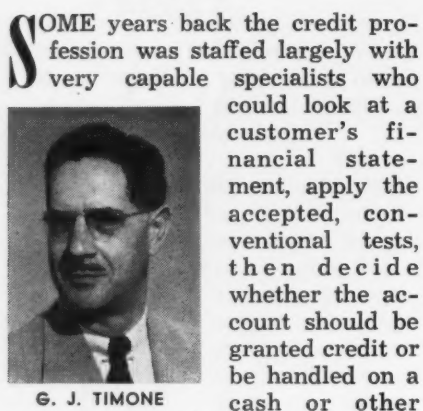 SOME years back the credit pro-
fession was staffed largely with
very capable specialists who
could look at a
customer's fi-
nancial state-
ment, apply the
accepted, con-
ventional tests,
then decide
whether the ac-
count should be
granted credit or
be handled on a
cash or other
G. J. TIMONE